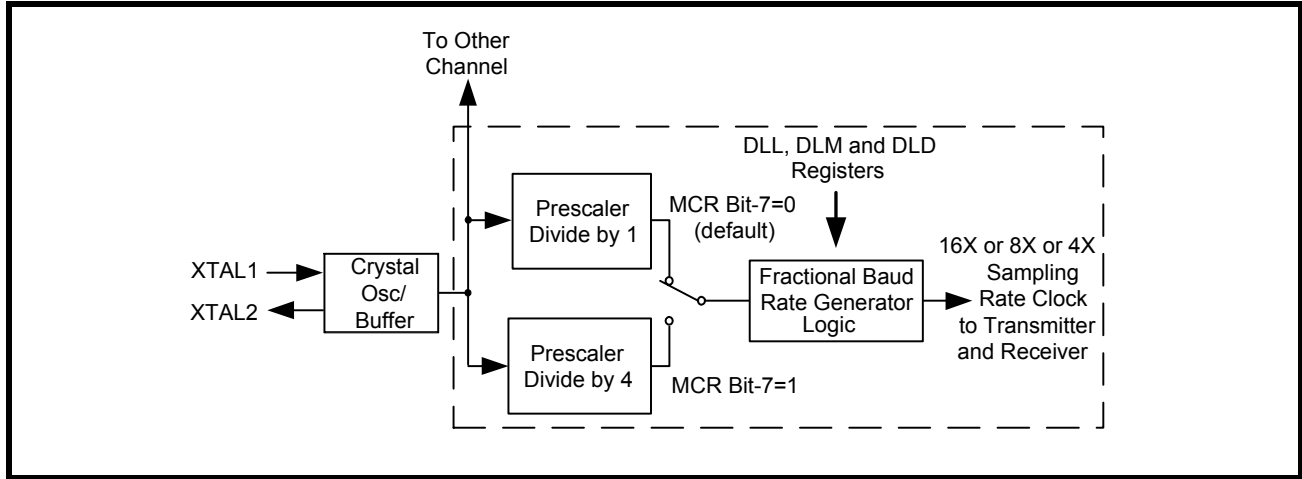 To Other
Channel
DLL, DLM and DLD
Registers
Prescaler
Divide by 1
MCR Bit-7=0
(default)
16X or 8X or 4X
Sampling
Rate Clock
to Transmitter
and Receiver
XTAL1
XTAL2
Crystal
Osc/
Buffer
Fractional Baud
Rate Generator
Logic
Prescaler
Divide by 4
MCR Bit-7=1